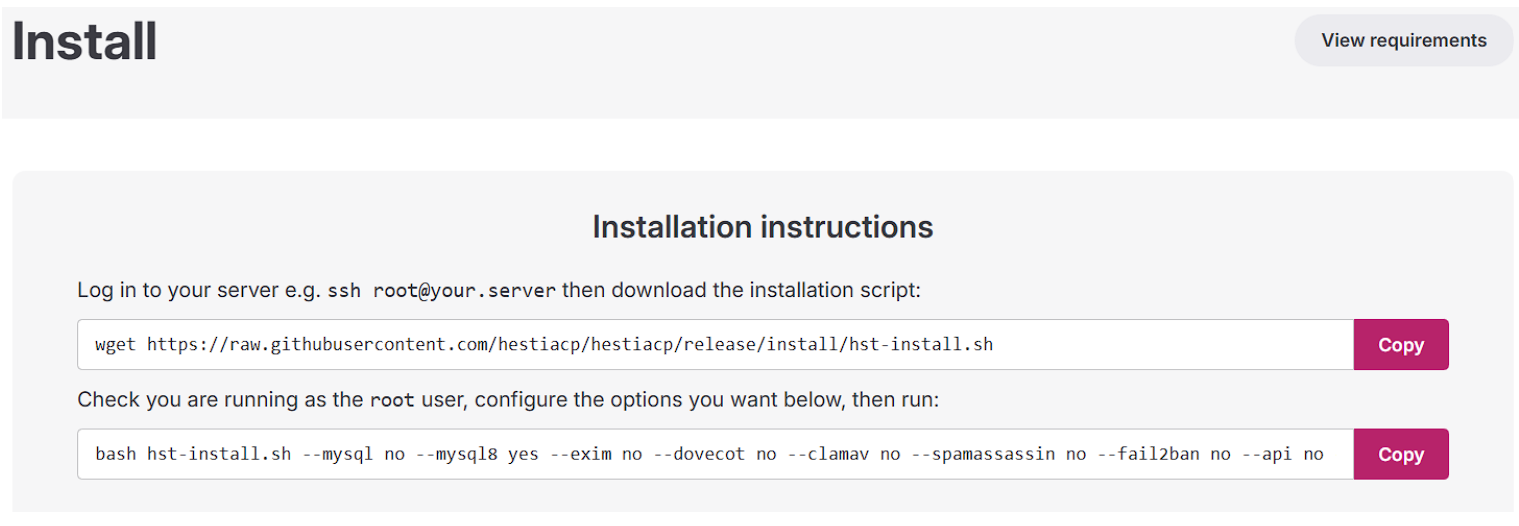 Install
View requirements
Installation instructions
Log in to your server e.g. ssh root@your.server then download the installation script:
wget https://raw.githubusercontent.com/hestiacp/hestiacp/release/install/hst-install.sh
Copy
Check you are running as the root user, configure the options you want below, then run:
bash hst-install.sh --mysql no --mysql8 yes --exim no --dovecot no --clamav no --spamassassin no --fail2ban no --api no
Copy